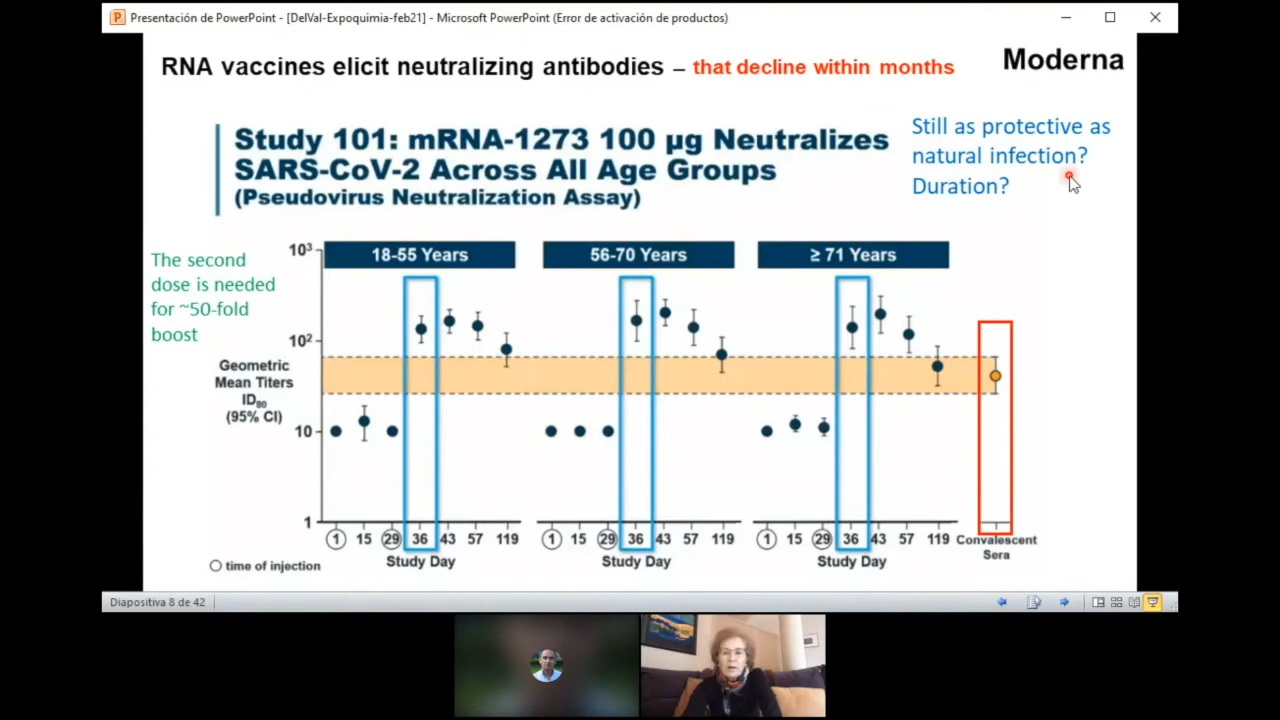 Presentación de PowerPoint - [DelVal-Expoquimia-feb21] - Microsoft PowerPoint (Error de activación de productos)
RNA vaccines elicit neutralizing antibodies – that decline within months
Moderna
Study 101: mRNA-1273 100 µg Neutralizes
SARS-CoV-2 Across All Age Groups
(Pseudovirus Neutralization Assay)
Still as protective as
natural infection?
Duration?
The second
dose is needed
for ~50-fold
boost
Geometric
Mean Titers
ID80
(95% CI)
10³
10²
10
1
18-55 Years
56-70 Years
≥ 71 Years
1 15 29 36 43 57 119
1 15 29 36 43 57 119
1 15 29 36 43 57 119
Convalescent
Sera
Study Day
Study Day
Study Day
time of injection
Diapositiva 8 de 42